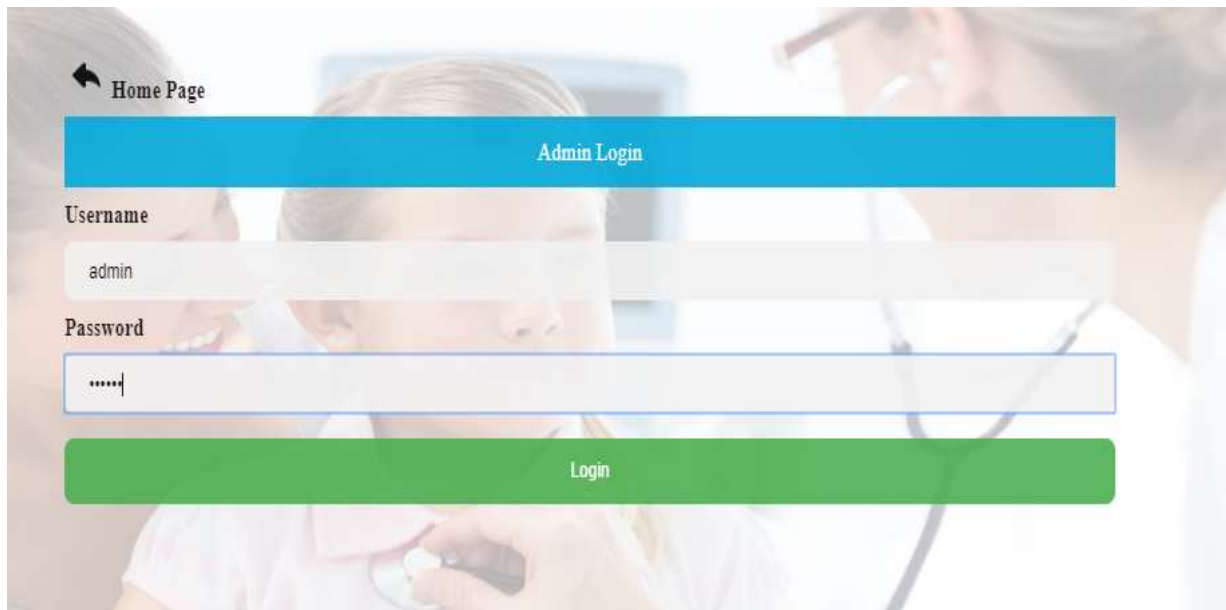 Home Page
Admin Login
Username
admin
Password
••••••
Login